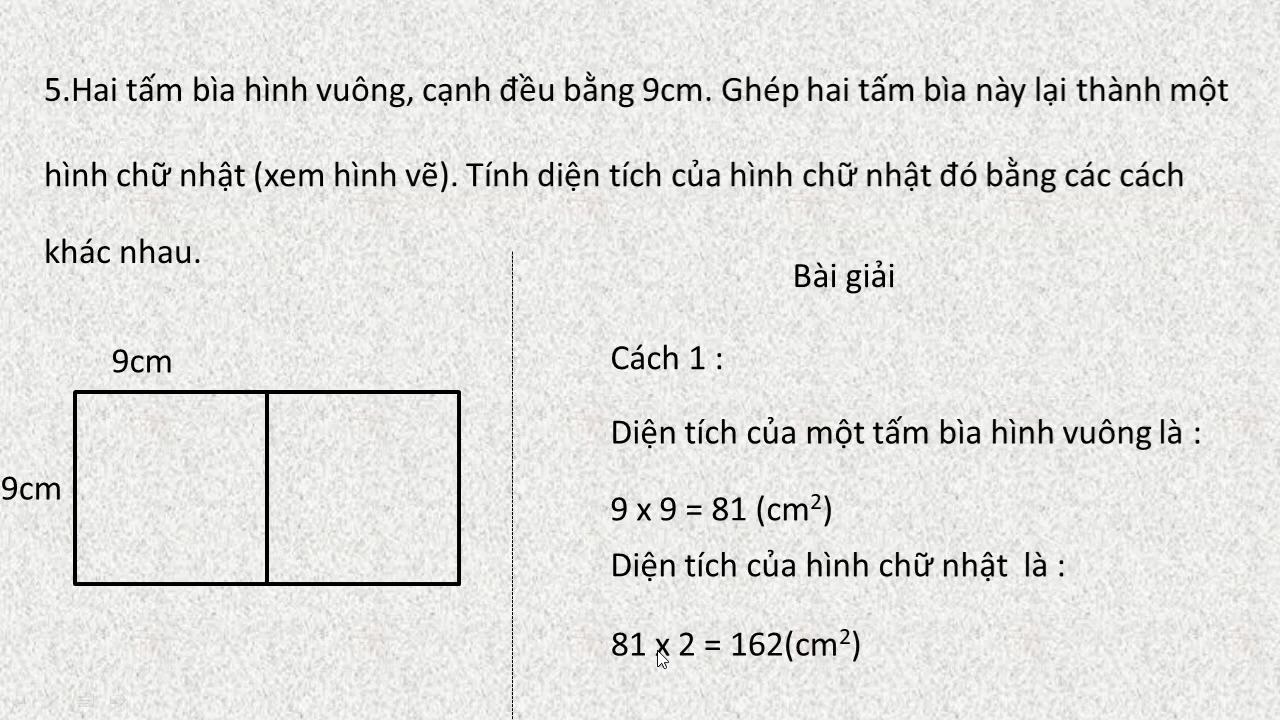 5.Hai tấm bìa hình vuông, cạnh đều bằng 9cm. Ghép hai tấm bìa này lại thành một
hình chữ nhật (xem hình vẽ). Tính diện tích của hình chữ nhật đó bằng các cách
khác nhau.
9cm
9cm
Bài giải
Cách 1 :
Diện tích của một tấm bìa hình vuông là :
9 x 9 = 81 (cm²)
Diện tích của hình chữ nhật  là :
81 x 2 = 162(cm²)